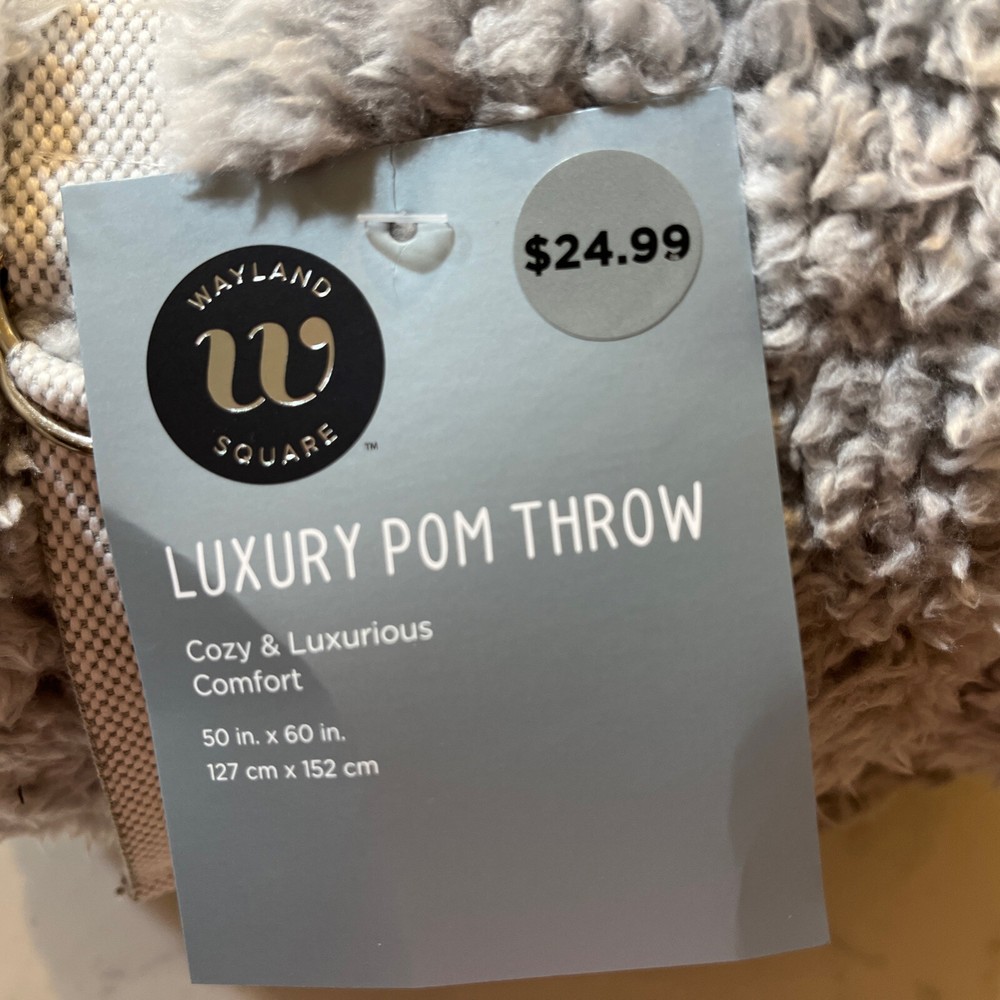 WAYLAND
W
SQUARE
™
$24.99
LUXURY POM THROW
Cozy & Luxurious
Comfort
50 in. x 60 in.
127 cm x 152 cm